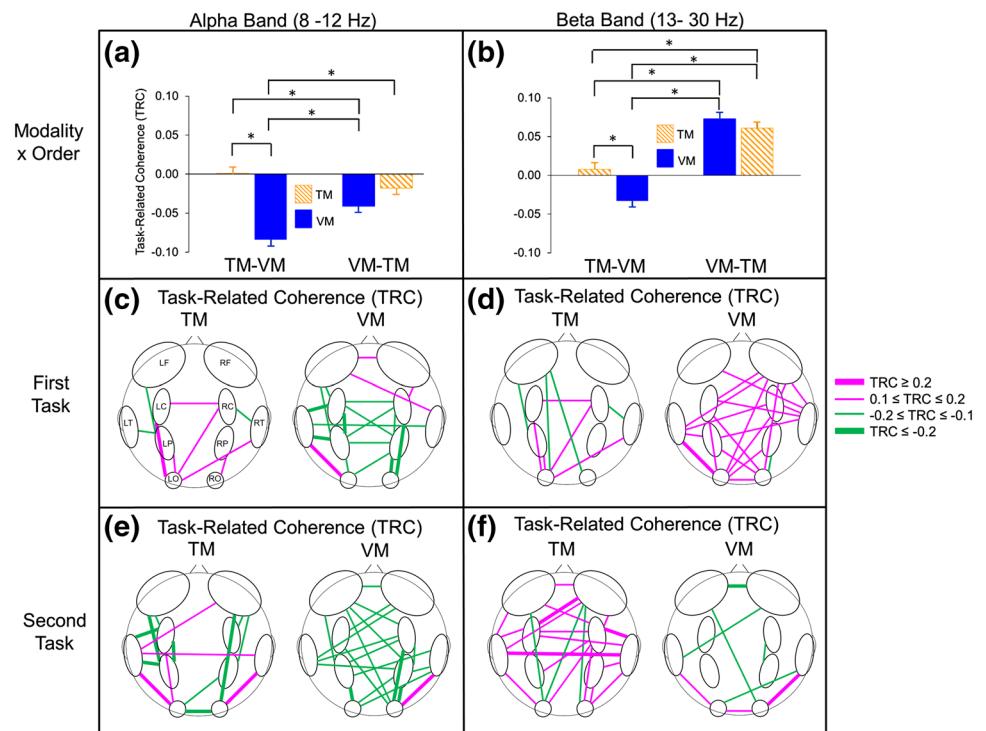 Alpha Band (8 -12 Hz)
Beta Band (13- 30 Hz)
Modality
x Order
(a)
Task-Related Coherence (TRC)
0.10
0.05
0.00
-0.05
-0.10
*
*
*
*
TM
VM
TM-VM
VM-TM
(b)
0.10
0.05
0.00
-0.05
-0.10
*
*
*
*
*
TM
VM
TM-VM
VM-TM
First
Task
(c)
Task-Related Coherence (TRC)
TM
VM
LF
RF
LC
RC
LT
RT
LP
RP
LO
RO
(d)
Task-Related Coherence (TRC)
TM
VM
TRC ≥ 0.2
0.1 ≤ TRC ≤ 0.2
-0.2 ≤ TRC ≤ -0.1
TRC ≤ -0.2
Second
Task
(e)
Task-Related Coherence (TRC)
TM
VM
(f)
Task-Related Coherence (TRC)
TM
VM